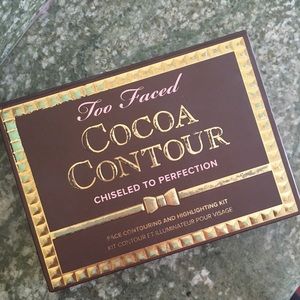 Too Faced
COCOA
CONTOUR
CHISELED TO PERFECTION
FACE CONTOURING AND HIGHLIGHTING KIT
KIT CONTOUR ET ILLUMINATEUR POUR VISAGE